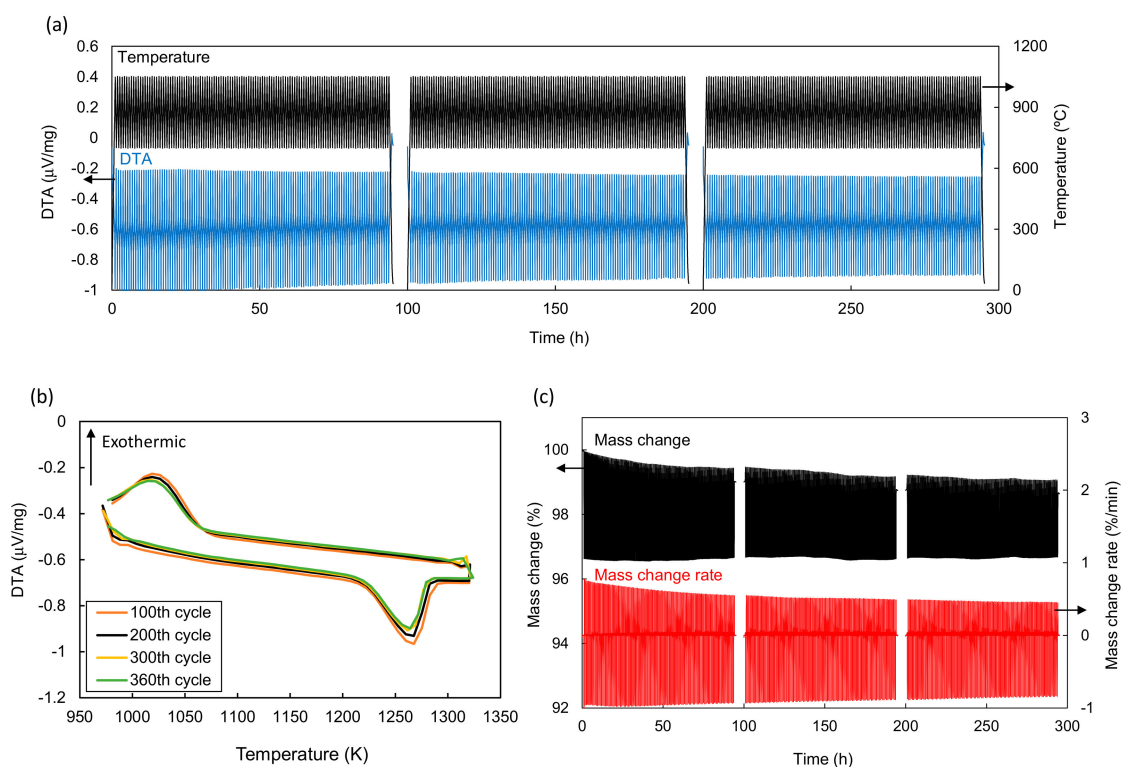 (a)
0.6
0.4
0.2
0
-0.2
-0.4
-0.6
-0.8
-1
DTA (μV/mg)
Temperature
DTA
1200
900
600
300
0
Temperature (ºC)
0
50
100
150
200
250
300
Time (h)
(b)
0
-0.2
-0.4
-0.6
-0.8
-1
-1.2
DTA (μV/mg)
Exothermic
100th cycle
200th cycle
300th cycle
360th cycle
950
1000
1050
1100
1150
1200
1250
1300
1350
Temperature (K)
(c)
100
98
96
94
92
Mass change (%)
Mass change
Mass change rate
3
2
1
0
-1
Mass change rate (%/min)
0
50
100
150
200
250
300
Time (h)